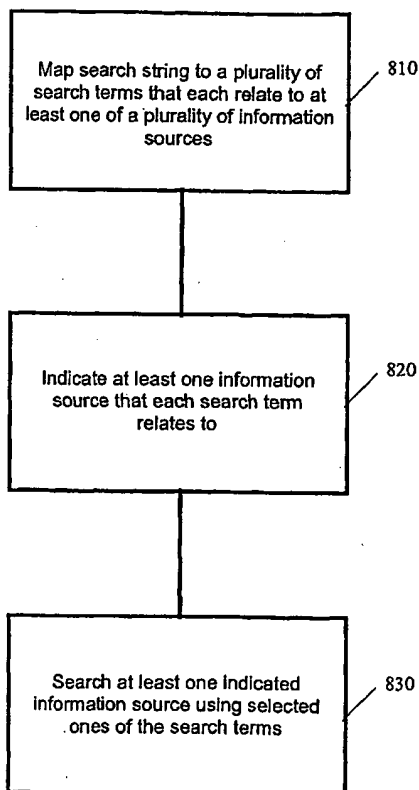 Map search string to a plurality of
search terms that each relate to at
least one of a plurality of information
sources
810
Indicate at least one information
source that each search term
relates to
820
Search at least one indicated
information source using selected
ones of the search terms
830